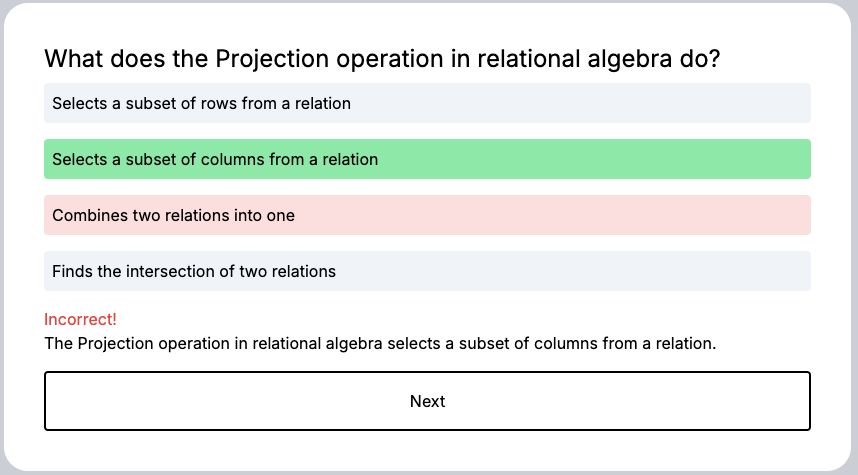 What does the Projection operation in relational algebra do?
Selects a subset of rows from a relation
Selects a subset of columns from a relation
Combines two relations into one
Finds the intersection of two relations
Incorrect!
The Projection operation in relational algebra selects a subset of columns from a relation.
Next